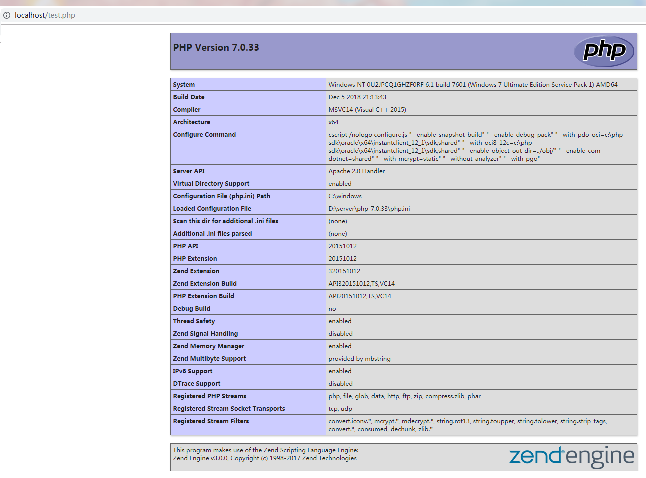 localhost/test.php
PHP Version 7.0.33
php
System Windows NT 6.1 build 7601 (Windows 7 Ultimate Edition Service Pack 1) AMD64
Build Date Dec 5 2018
Compiler MSVC14 (Visual C++ 2015)
Architecture x64
Configure Command cscript /nologo configure.js "--enable-snapshot-build" "--enable-debug-pack" "--with-pdo-oci=c:\php-
sdk\oracle\x64\instantclient_12_1\sdk,shared" "--with-oci8-12c=c:\php-
sdk\oracle\x64\instantclient_12_1\sdk,shared" "--enable-object-out-dir=../obj/" "--enable-com-
dotnet=shared" "--with-mcrypt=static" "--without-analyzer" "--with-pgo"
Server API Apache 2.0 Handler
Virtual Directory Support enabled
Configuration File (php.ini) Path C:\windows
Loaded Configuration File D:\server\php-7.0.33\php.ini
Scan this dir for additional .ini files (none)
Additional .ini files parsed (none)
PHP API 20151012
PHP Extension 20151012
Zend Extension 320151012
Zend Extension Build API320151012,TS,VC14
PHP Extension Build API20151012,TS,VC14
Debug Build no
Thread Safety enabled
Zend Signal Handling disabled
Zend Memory Manager enabled
Zend Multibyte Support provided by mbstring
IPv6 Support enabled
DTrace Support disabled
Registered PHP Streams php, file, glob, data, http, ftp, zip, compress.zlib, phar
Registered Stream Socket Transports tcp, udp
Registered Stream Filters convert.iconv.*, mcrypt.*, mdecrypt.*, string.rot13, string.toupper, string.tolower, string.strip_tags,
convert.*, consumed, dechunk, zlib.*
This program makes use of the Zend Scripting Language Engine:
Zend Engine v3.0.0, Copyright (c) 1998-2017 Zend Technologies
zend engine